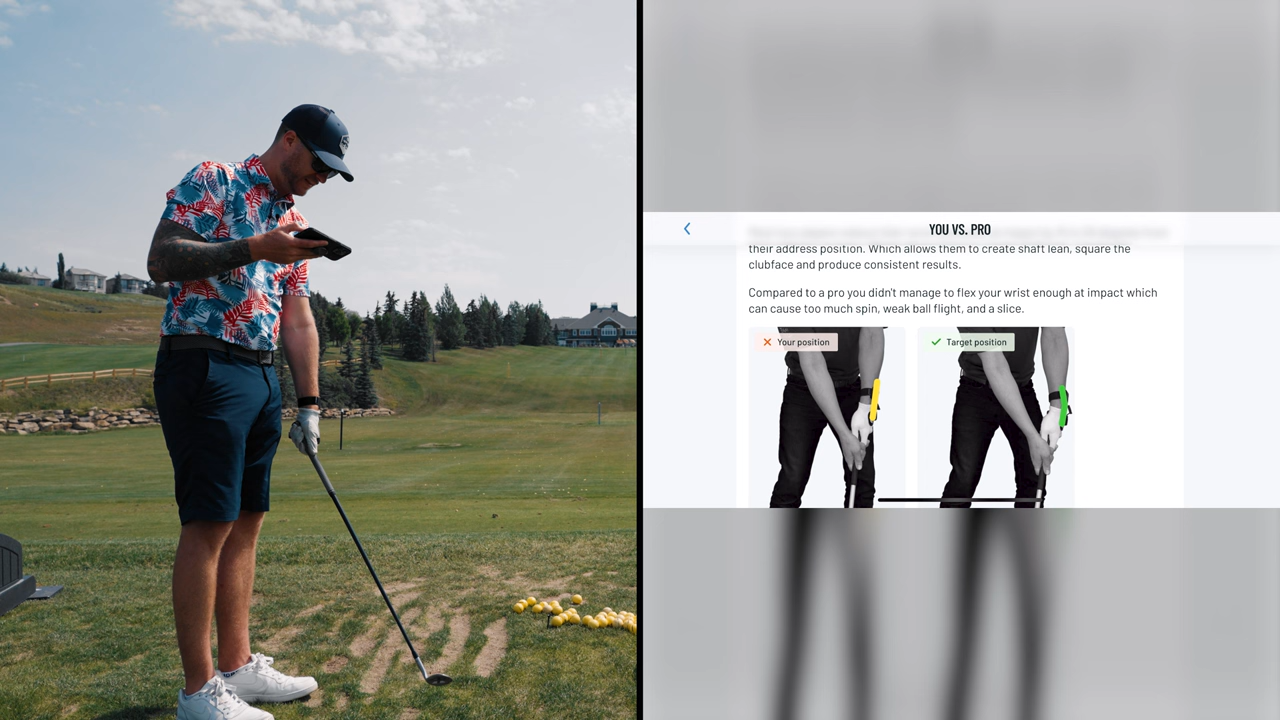 YOU VS. PRO
their address position. Which allows them to create shaft lean, square the
clubface and produce consistent results.
Compared to a pro you didn't manage to flex your wrist enough at impact which
can cause too much spin, weak ball flight, and a slice.
Your position
Target position